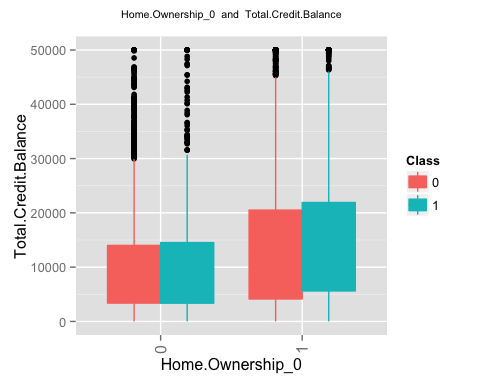 Home.Ownership_0 and Total.Credit.Balance
50000
40000
30000
20000
10000
0
Total.Credit.Balance
0
1
Home.Ownership_0
Class
0
1